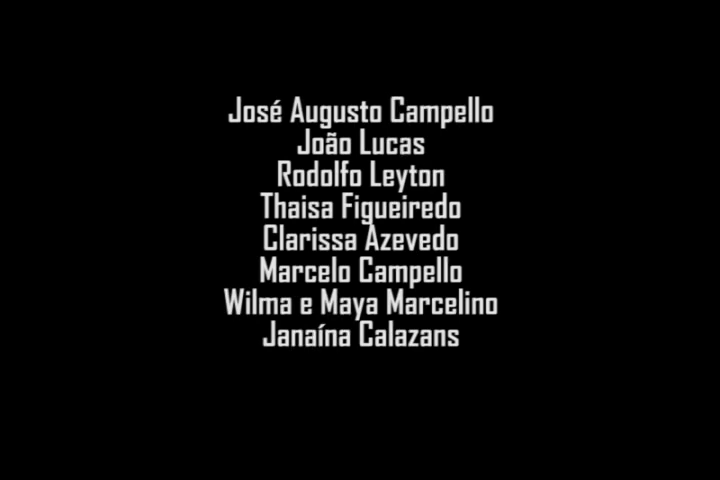 José Augusto Campello
João Lucas
Rodolfo Leyton
Thaisa Figueiredo
Clarissa Azevedo
Marcelo Campello
Wilma e Maya Marcelino
Janaína Calazans